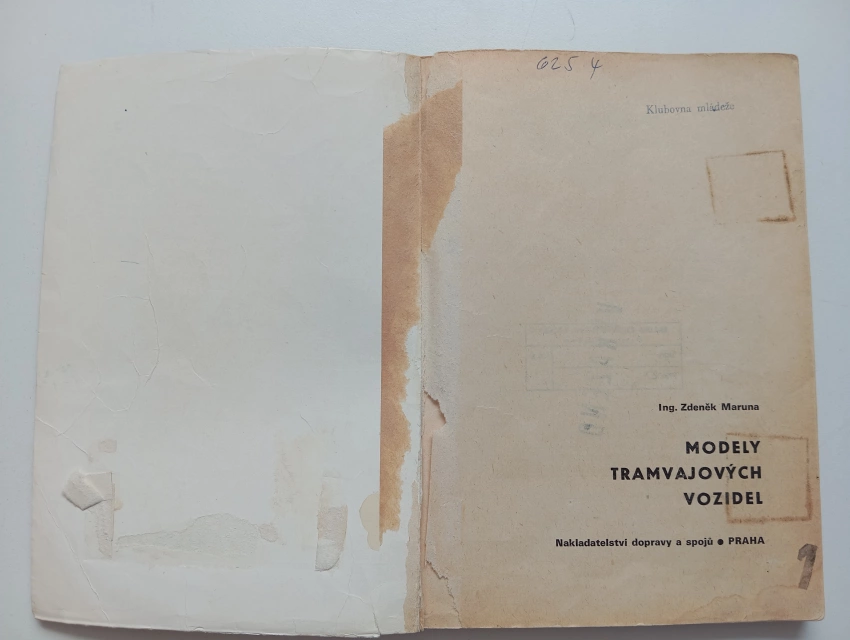 625 4
Klubovna mládeže
Ing. Zdeněk Maruna
MODELY
TRAMVAJOVÝCH
VOZIDEL
Nakladatelství dopravy a spojů ● PRAHA